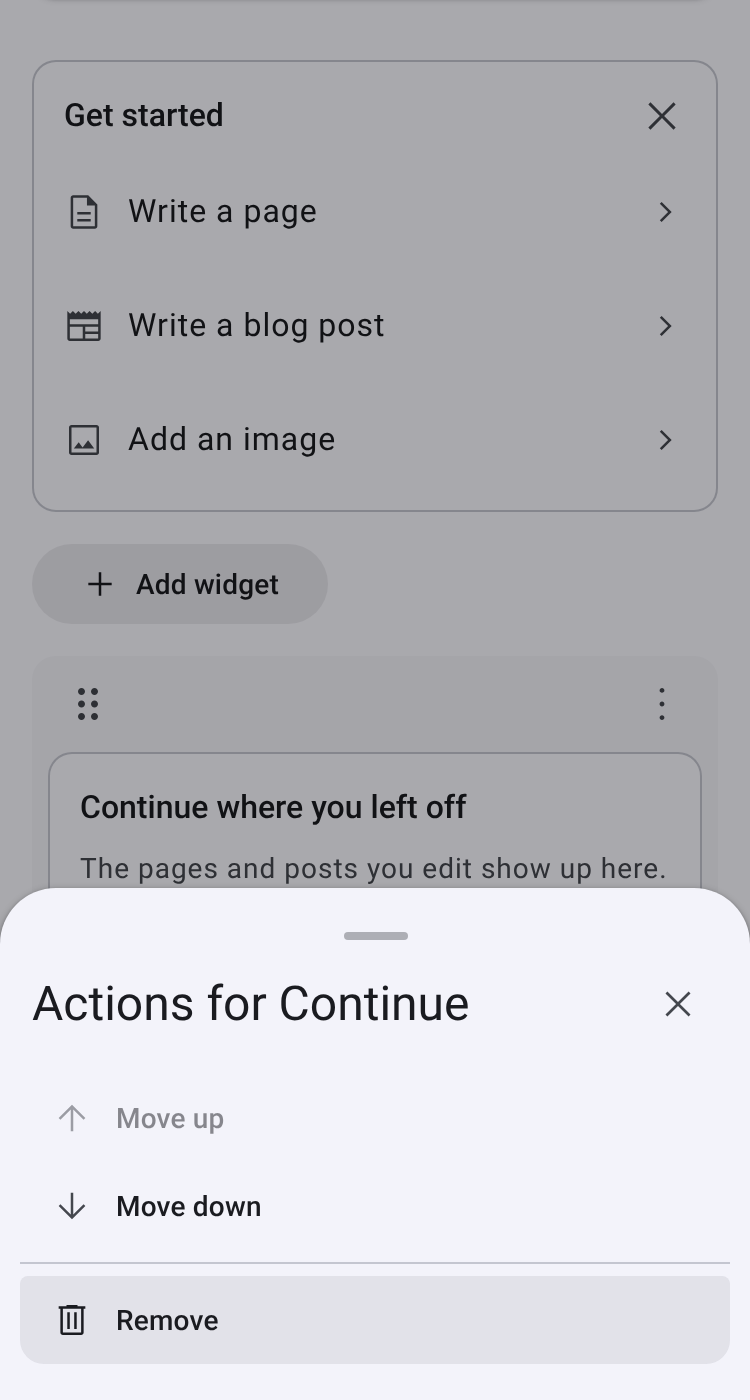 Get started
Write a page
Write a blog post
Add an image
Add widget
Continue where you left off
The pages and posts you edit show up here.
Actions for Continue
Move up
Move down
Remove